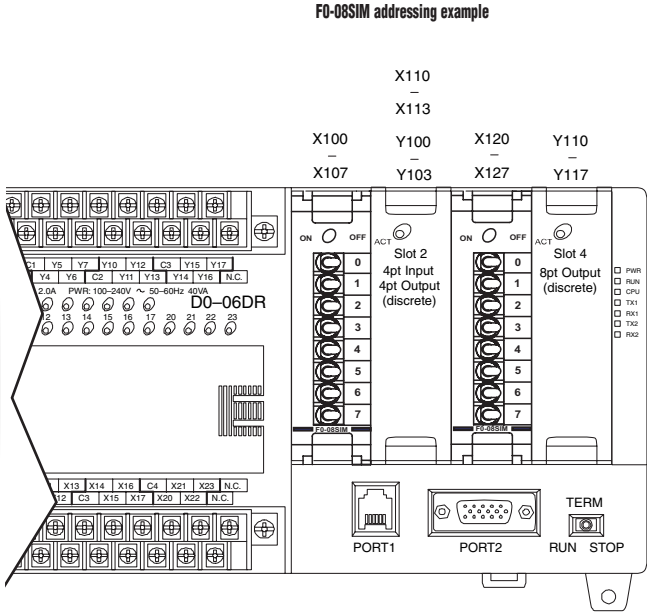 F0-08SIM addressing example
X110
–
X113
X100
–
X107
Y100
–
Y103
X120
–
X127
Y110
–
Y117
ON OFF
ACT
Slot 2
4pt Input
4pt Output
(discrete)
ON OFF
ACT
Slot 4
8pt Output
(discrete)
0
1
2
3
4
5
6
7
F0-08SIM
0
1
2
3
4
5
6
7
F0-08SIM
PWR
RUN
CPU
TX1
RX1
TX2
RX2
C1 Y5 Y7 Y10 Y12 C3 Y15 Y17
Y4 Y6 C2 Y11 Y13 Y14 Y16 N.C.
2.0A PWR: 100–240V ~ 50–60Hz 40VA
D0–06DR
12 13 14 15 16 17 20 21 22 23
X13 X14 X16 C4 X21 X23 N.C.
12 C3 X15 X17 X20 X22 N.C.
PORT1
PORT2
TERM
RUN STOP